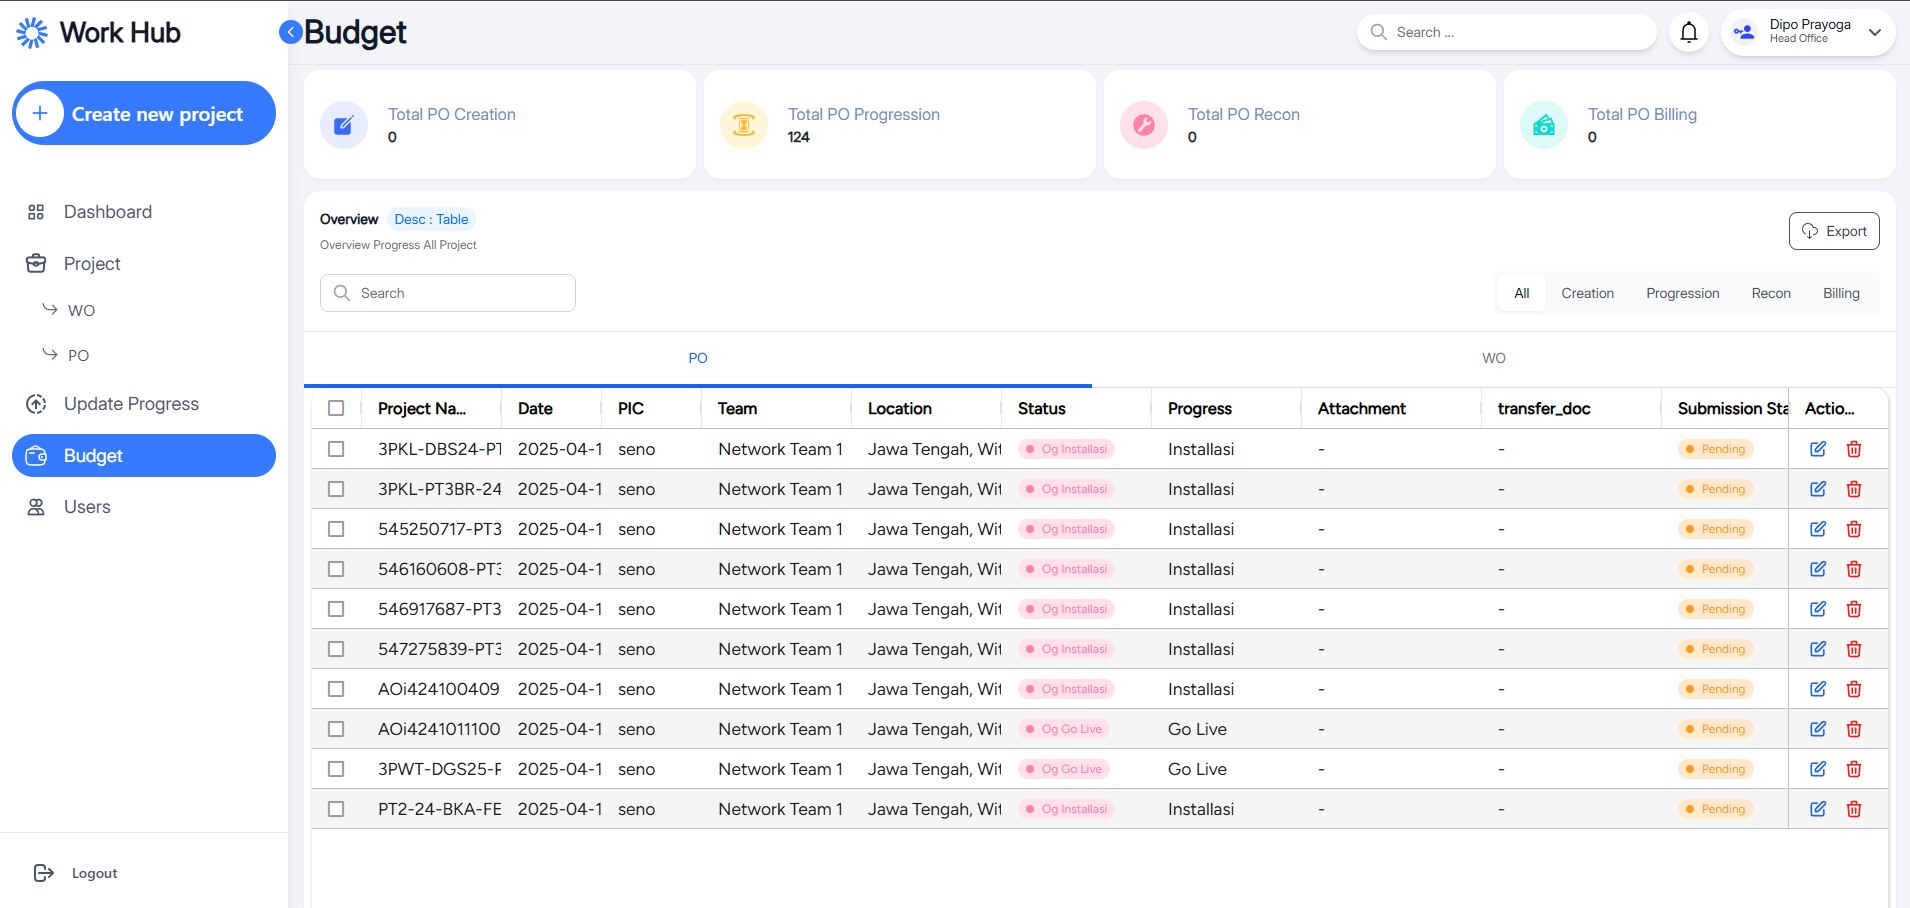 Work Hub
Create new project
Dashboard
Project
WO
PO
Update Progress
Budget
Users
Logout
Budget
Search ...
Dipo Prayoga
Head Office
Total PO Creation
0
Total PO Progression
124
Total PO Recon
0
Total PO Billing
0
Overview Desc : Table
Overview Progress All Project
Export
Search
All Creation Progression Recon Billing
PO WO
Project Na... Date PIC Team Location Status Progress Attachment transfer_doc Submission Sta Actio...
3PKL-DBS24-PT 2025-04-1 seno Network Team 1 Jawa Tengah, Wit Og Installasi Installasi - - Pending
3PKL-PT3BR-24 2025-04-1 seno Network Team 1 Jawa Tengah, Wit Og Installasi Installasi - - Pending
545250717-PT3 2025-04-1 seno Network Team 1 Jawa Tengah, Wit Og Installasi Installasi - - Pending
546160608-PT3 2025-04-1 seno Network Team 1 Jawa Tengah, Wit Og Installasi Installasi - - Pending
546917687-PT3 2025-04-1 seno Network Team 1 Jawa Tengah, Wit Og Installasi Installasi - - Pending
547275839-PT3 2025-04-1 seno Network Team 1 Jawa Tengah, Wit Og Installasi Installasi - - Pending
AOi424100409 2025-04-1 seno Network Team 1 Jawa Tengah, Wit Og Installasi Installasi - - Pending
AOi4241011100 2025-04-1 seno Network Team 1 Jawa Tengah, Wit Og Go Live Go Live - - Pending
3PWT-DGS25-F 2025-04-1 seno Network Team 1 Jawa Tengah, Wit Og Go Live Go Live - - Pending
PT2-24-BKA-FE 2025-04-1 seno Network Team 1 Jawa Tengah, Wit Og Installasi Installasi - - Pending